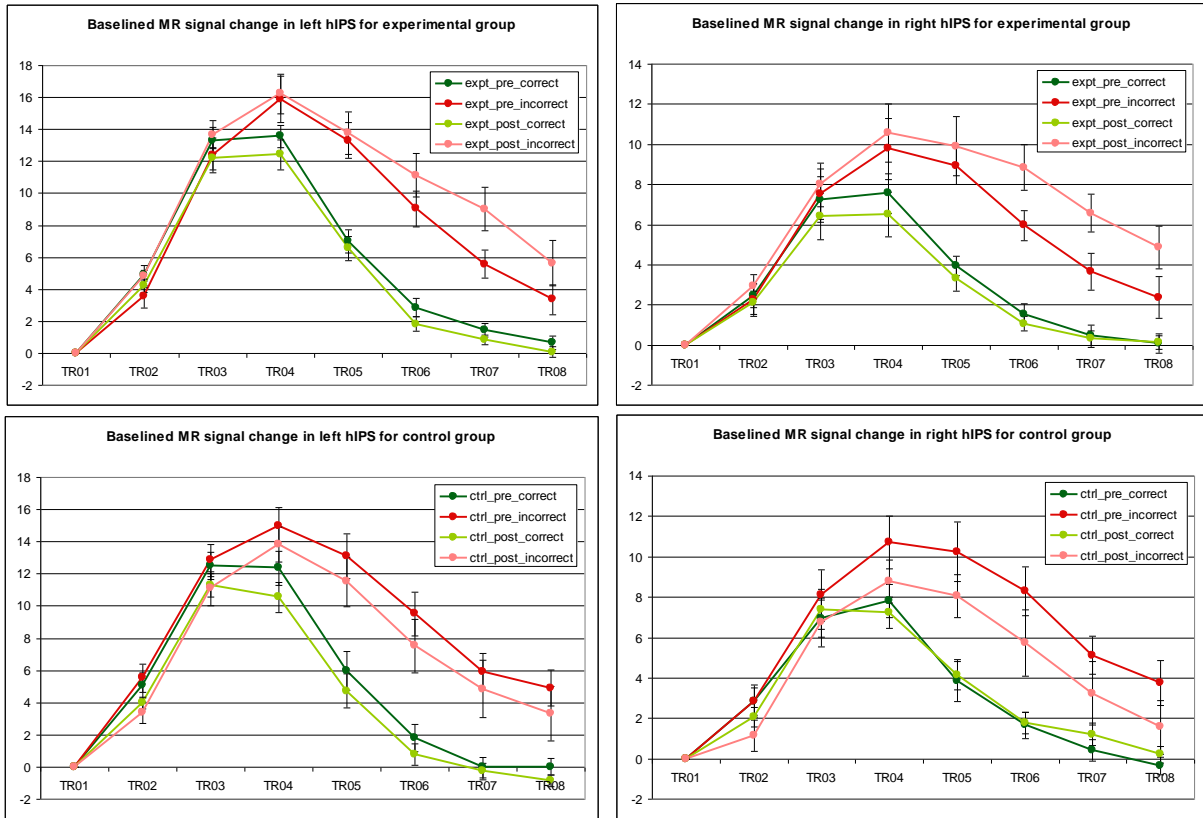 Baselined MR signal change in left hIPS for experimental group
18
16
14
12
10
8
6
4
2
0
-2
TR01 TR02 TR03 TR04 TR05 TR06 TR07 TR08
expt_pre_correct
expt_pre_incorrect
expt_post_correct
expt_post_incorrect
Baselined MR signal change in right hIPS for experimental group
14
12
10
8
6
4
2
0
-2
TR01 TR02 TR03 TR04 TR05 TR06 TR07 TR08
expt_pre_correct
expt_pre_incorrect
expt_post_correct
expt_post_incorrect
Baselined MR signal change in left hIPS for control group
18
16
14
12
10
8
6
4
2
0
-2
TR01 TR02 TR03 TR04 TR05 TR06 TR07 TR08
ctrl_pre_correct
ctrl_pre_incorrect
ctrl_post_correct
ctrl_post_incorrect
Baselined MR signal change in right hIPS for control group
14
12
10
8
6
4
2
0
-2
TR01 TR02 TR03 TR04 TR05 TR06 TR07 TR08
ctrl_pre_correct
ctrl_pre_incorrect
ctrl_post_correct
ctrl_post_incorrect